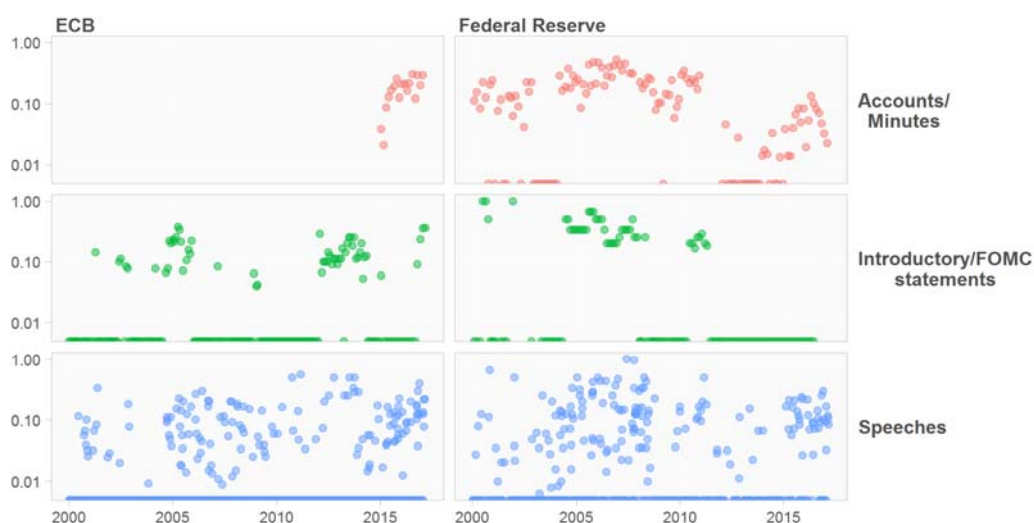 ECB Federal Reserve
1.00
0.10
0.01
Accounts/
Minutes
1.00
0.10
0.01
Introductory/FOMC
statements
1.00
0.10
0.01
Speeches
2000 2005 2010 2015 2000 2005 2010 2015